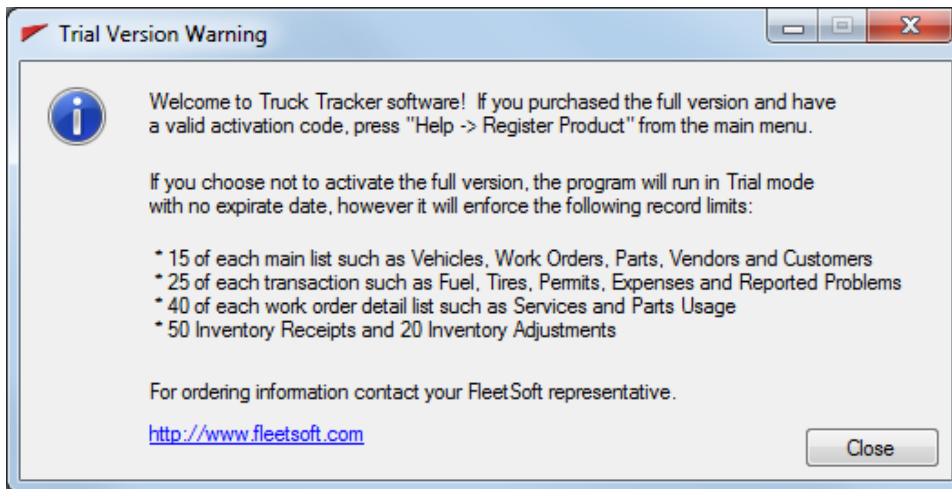 Trial Version Warning
Welcome to Truck Tracker software! If you purchased the full version and have
a valid activation code, press "Help -> Register Product" from the main menu.
If you choose not to activate the full version, the program will run in Trial mode
with no expirate date, however it will enforce the following record limits:
* 15 of each main list such as Vehicles, Work Orders, Parts, Vendors and Customers
* 25 of each transaction such as Fuel, Tires, Permits, Expenses and Reported Problems
* 40 of each work order detail list such as Services and Parts Usage
* 50 Inventory Receipts and 20 Inventory Adjustments
For ordering information contact your FleetSoft representative.
http://www.fleetsoft.com
Close